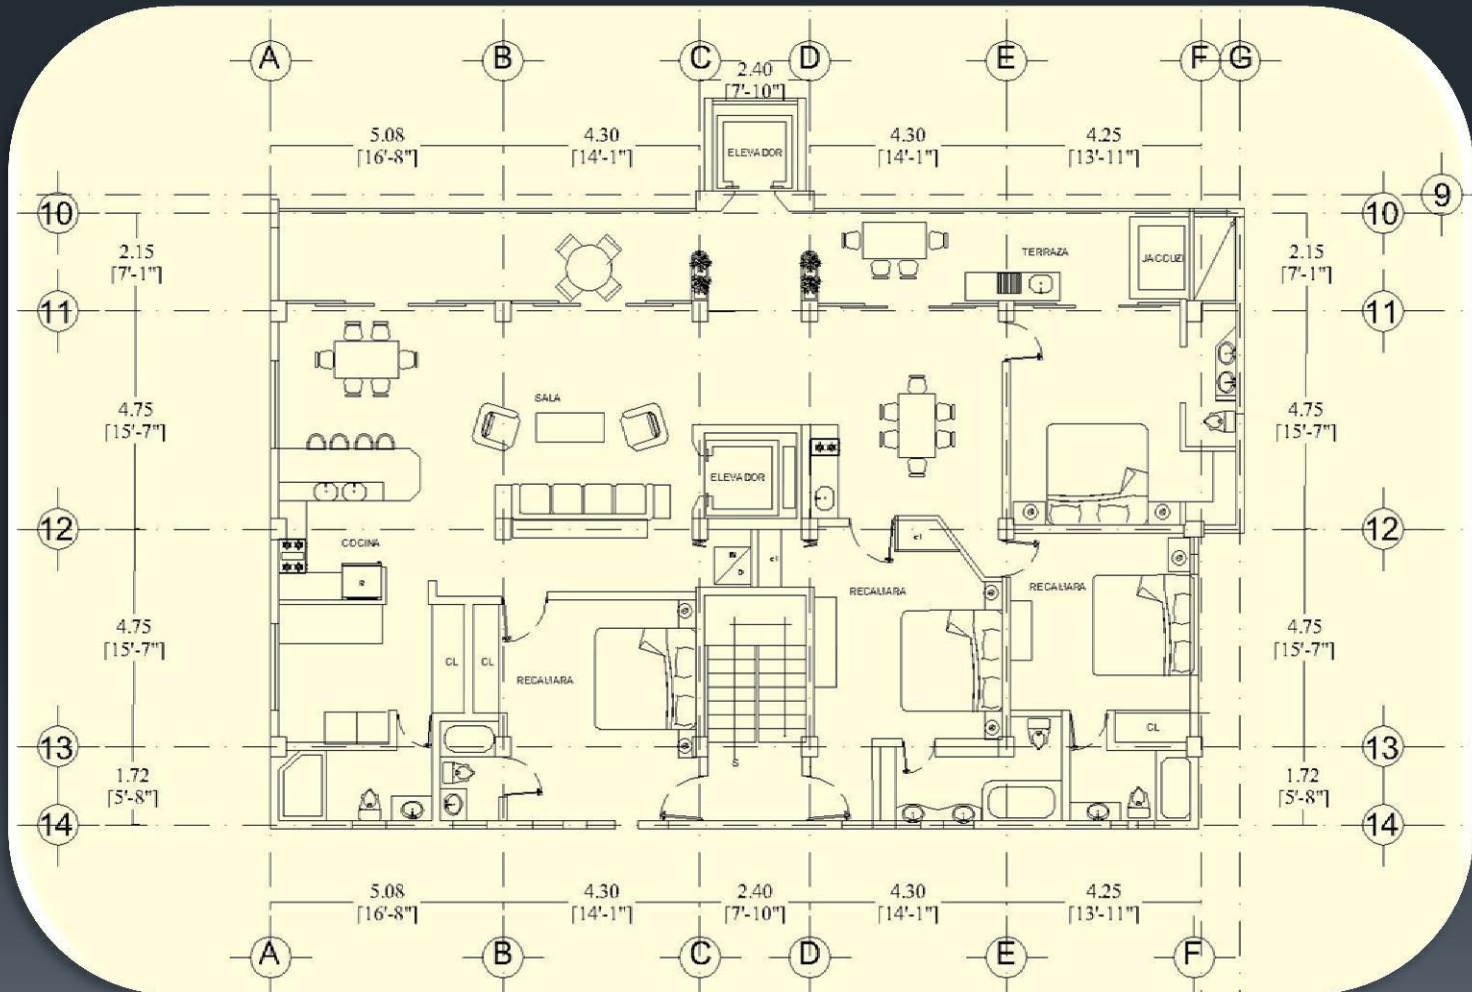 A B C D E F G
2.40
[7'-10"]
5.08 4.30 4.30 4.25
[16'-8"] [14'-1"] [14'-1"] [13'-11"]
ELEVADOR
9
10 10
2.15 TERRAZA JACCUZI 2.15
[7'-1"] [7'-1"]
11 11
SALA
4.75 4.75
[15'-7"] [15'-7"]
ELEVADOR
12 12
cl
COCINA
cl
R D
R RECAMARA RECAMARA
4.75 4.75
[15'-7"] [15'-7"]
CL CL
RECAMARA
CL
13 13
S
1.72 1.72
[5'-8"] [5'-8"]
14 14
5.08 4.30 2.40 4.30 4.25
[16'-8"] [14'-1"] [7'-10"] [14'-1"] [13'-11"]
A B C D E F